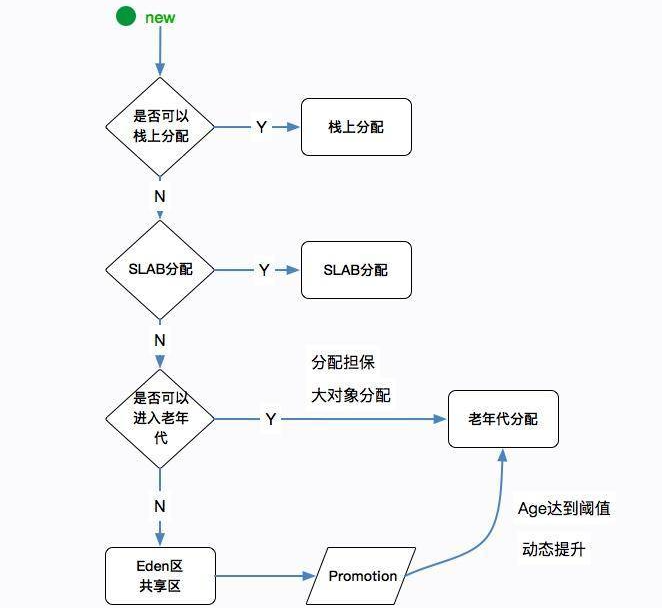 new
是否可以
栈上分配
Y
栈上分配
N
SLAB分配
Y
SLAB分配
N
分配担保
大对象分配
是否可以
进入老年
代
Y
老年代分配
N
Age达到阈值
动态提升
Eden区
共享区
Promotion